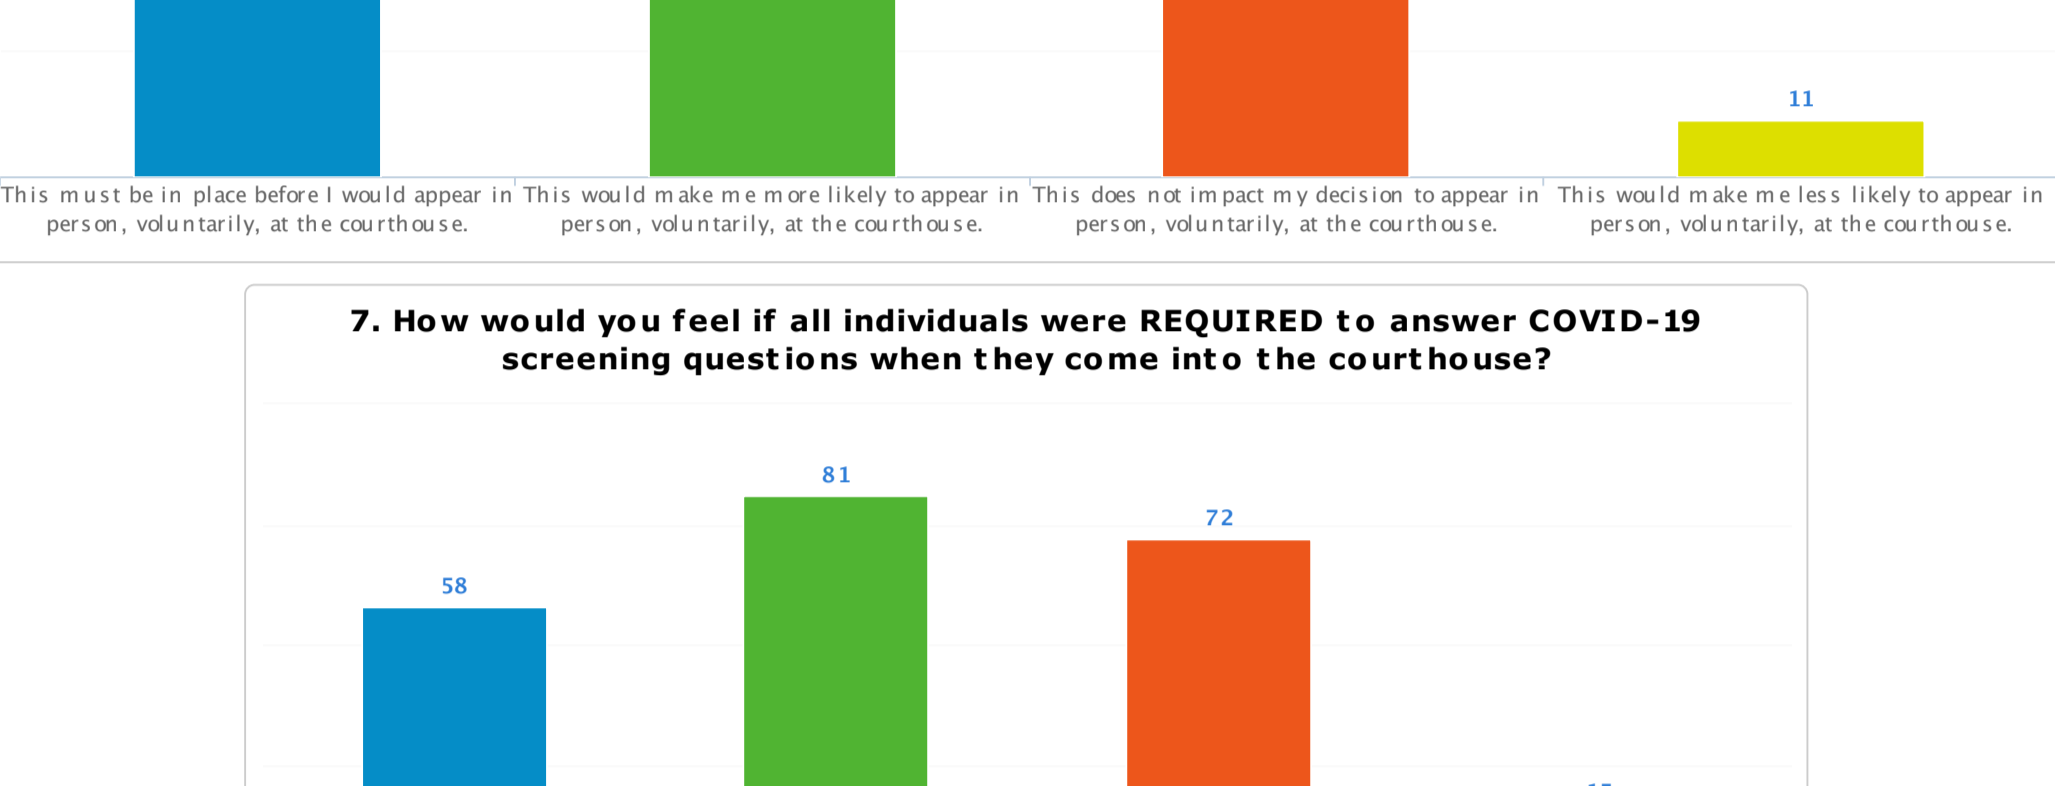 11
This must be in place before I would appear in This would make me more likely to appear in This does not impact my decision to appear in This would make me less likely to appear in
person, voluntarily, at the courthouse. person, voluntarily, at the courthouse. person, voluntarily, at the courthouse. person, voluntarily, at the courthouse.
7. How would you feel if all individuals were REQUIRED to answer COVID-19
screening questions when they come into the courthouse?
81
72
58